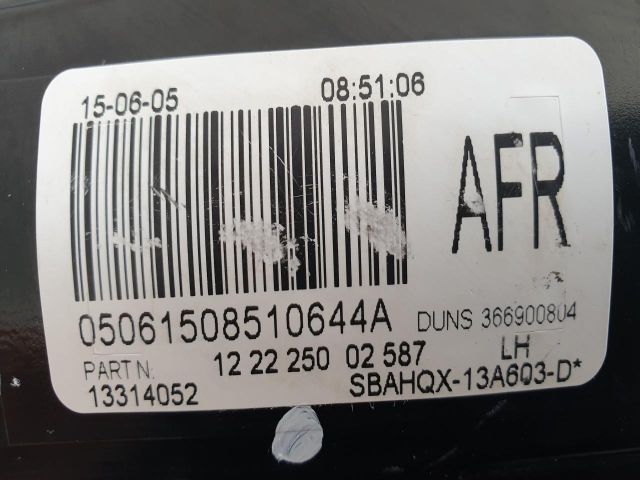 15-06-05 08:51:06
AFR
05061508510644A DUNS 366900804
PART N. 12 22 250 02 587 LH
13314052 SBAHQX-13A603-D*